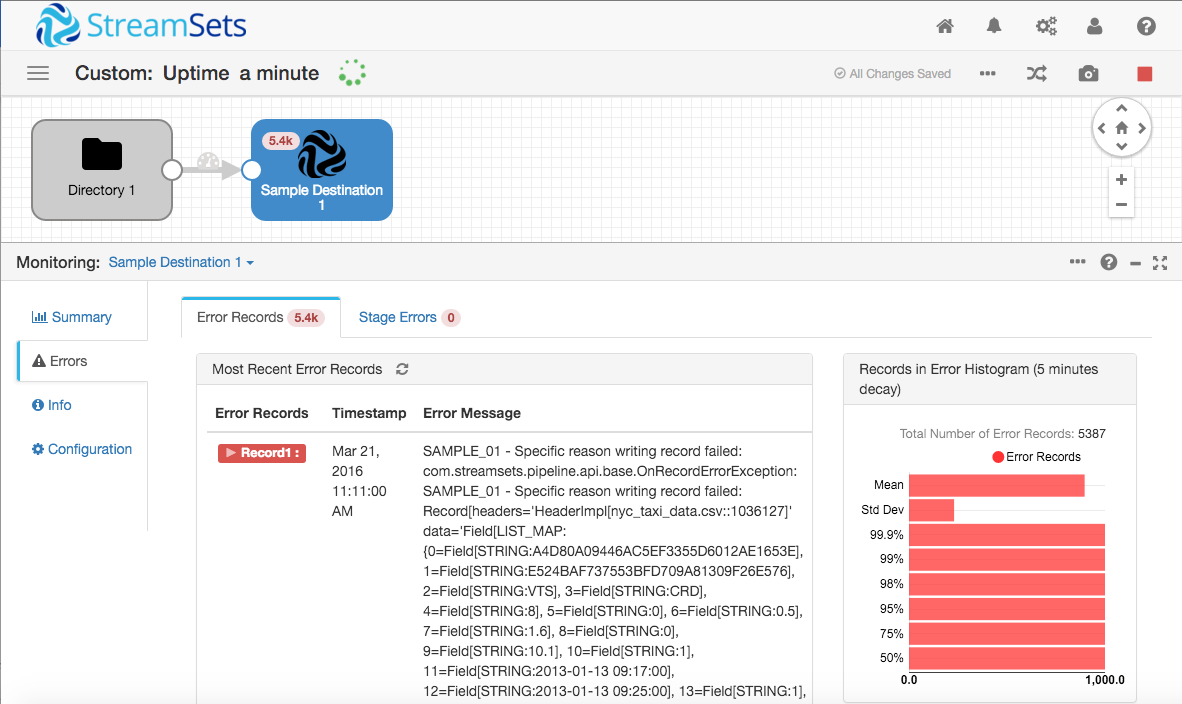 StreamSets
Custom: Uptime a minute
All Changes Saved
5.4k
Directory 1
Sample Destination
1
Monitoring: Sample Destination 1
Summary
Errors
Info
Configuration
Error Records 5.4k
Stage Errors 0
Most Recent Error Records
Error Records Timestamp Error Message
Record1 :
Mar 21,
2016
11:11:00
AM
SAMPLE_01 - Specific reason writing record failed:
com.streamsets.pipeline.api.base.OnRecordErrorException:
SAMPLE_01 - Specific reason writing record failed:
Record[headers='HeaderImpl[nyc_taxi_data.csv::1036127]'
data='Field[LIST_MAP:
{0=Field[STRING:A4D80A09446AC5EF3355D6012AE1653E],
1=Field[STRING:E524BAF737553BFD709A81309F26E576],
2=Field[STRING:VTS], 3=Field[STRING:CRD],
4=Field[STRING:8], 5=Field[STRING:0], 6=Field[STRING:0.5],
7=Field[STRING:1.6], 8=Field[STRING:0],
9=Field[STRING:10.1], 10=Field[STRING:1],
11=Field[STRING:2013-01-13 09:17:00],
12=Field[STRING:2013-01-13 09:25:00], 13=Field[STRING:1],
Records in Error Histogram (5 minutes
decay)
Total Number of Error Records: 5387
Error Records
Mean
Std Dev
99.9%
99%
98%
95%
75%
50%
0.0 1,000.0